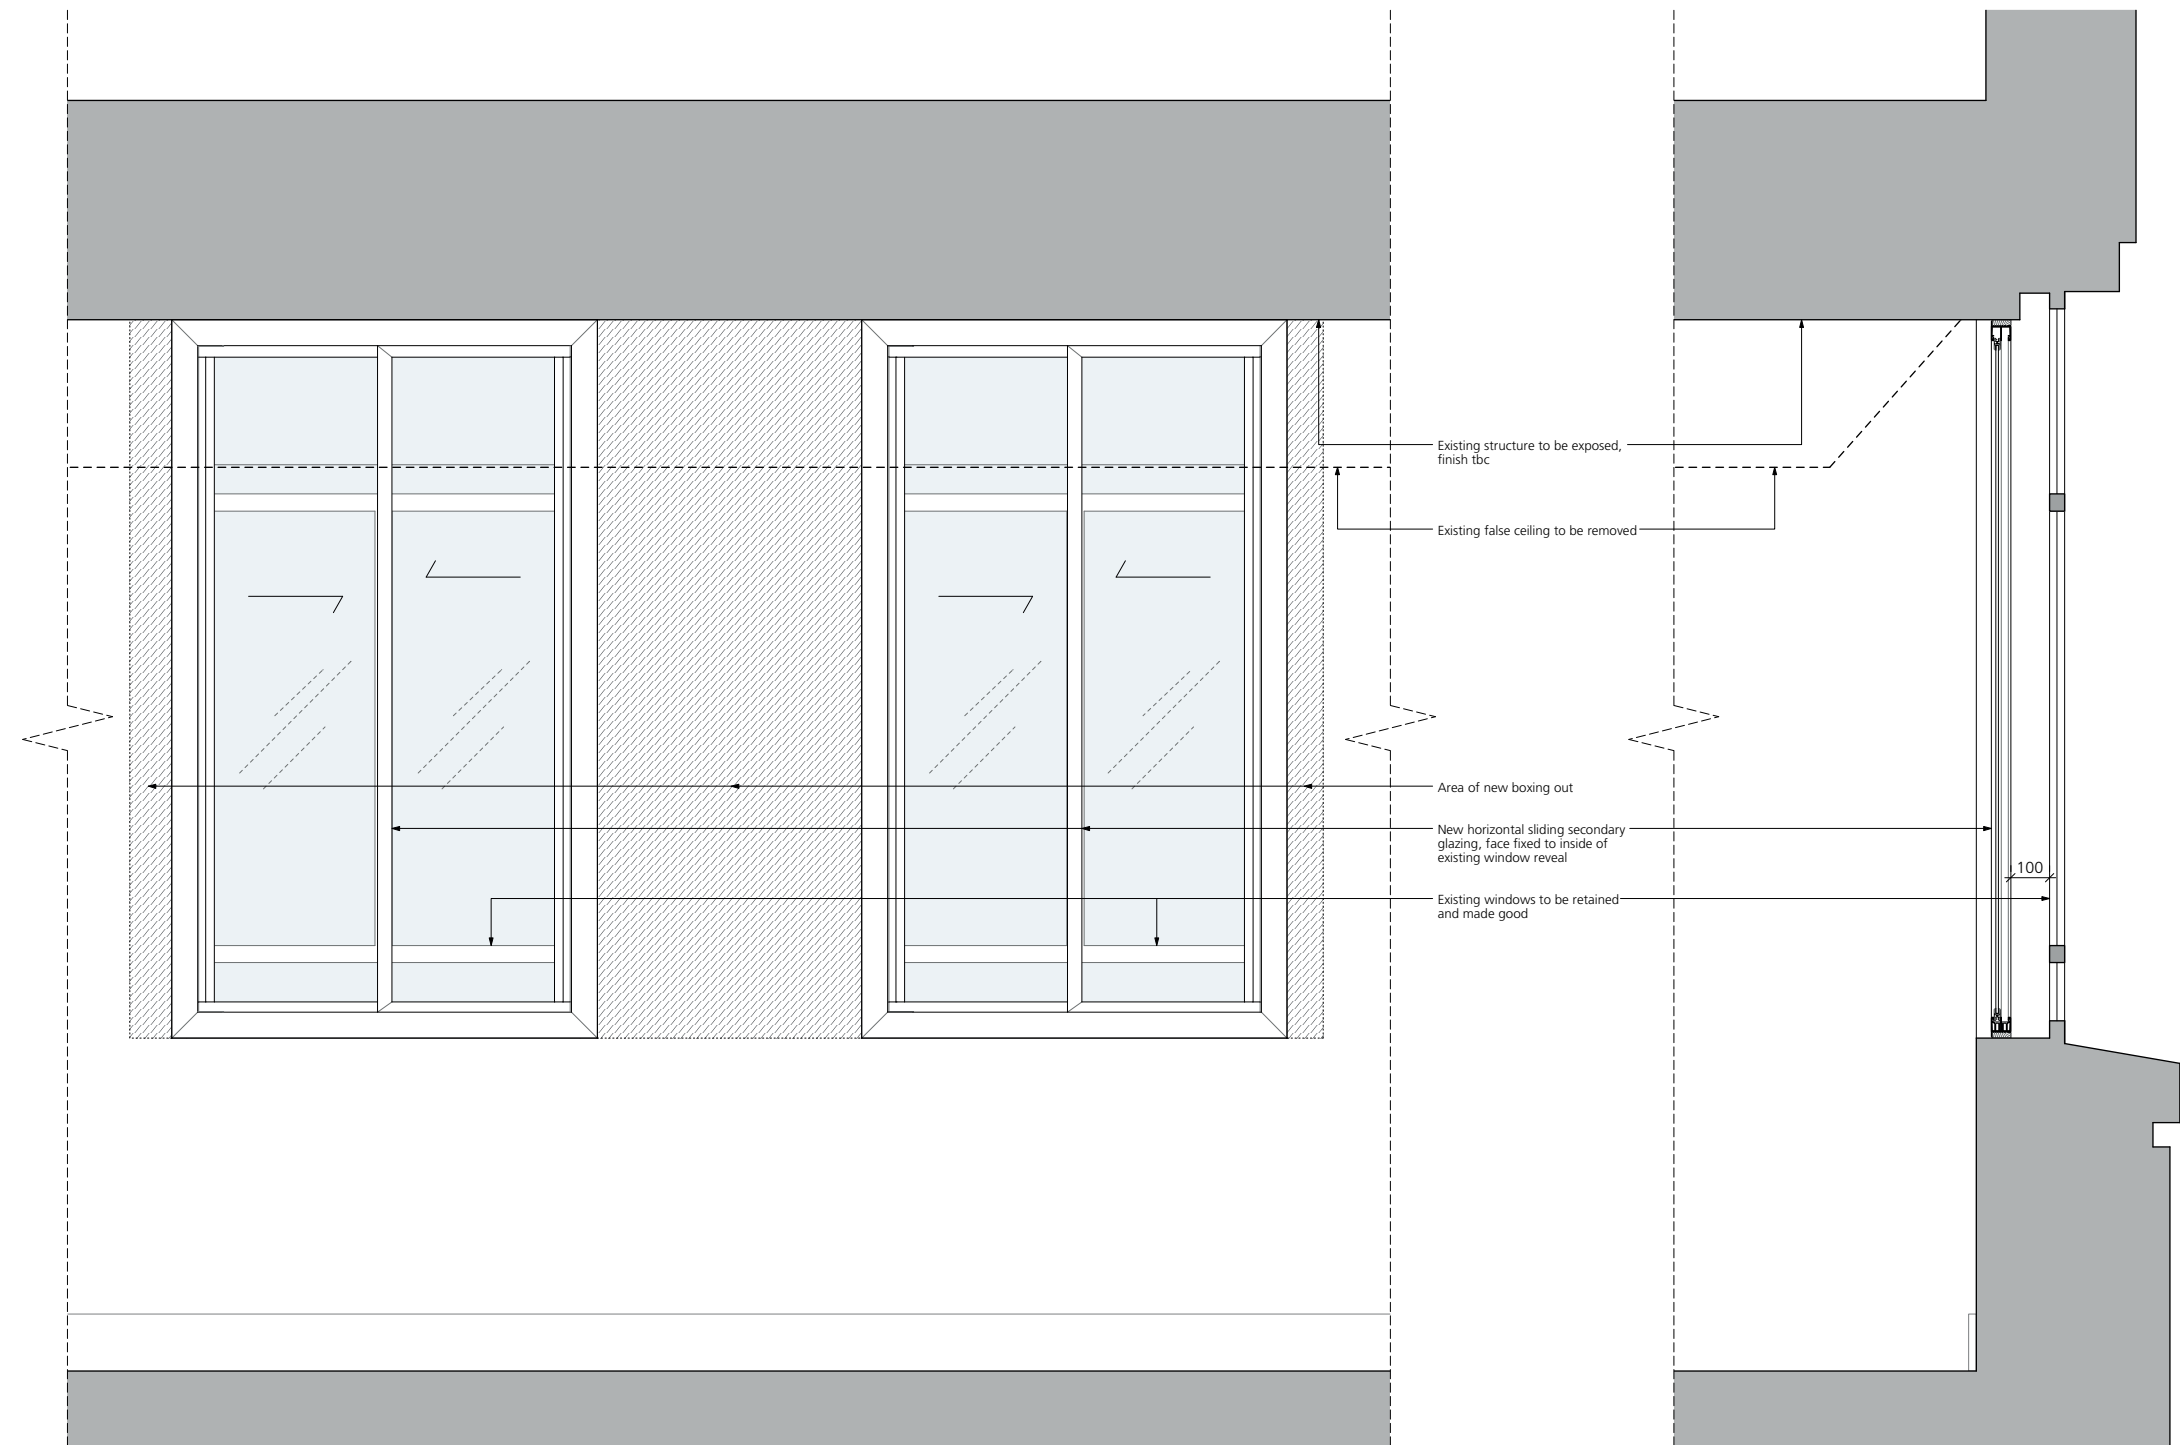 Existing structure to be exposed,
finish tbc
Existing false ceiling to be removed
Area of new boxing out
New horizontal sliding secondary
glazing, face fixed to inside of
existing window reveal
100
Existing windows to be retained
and made good